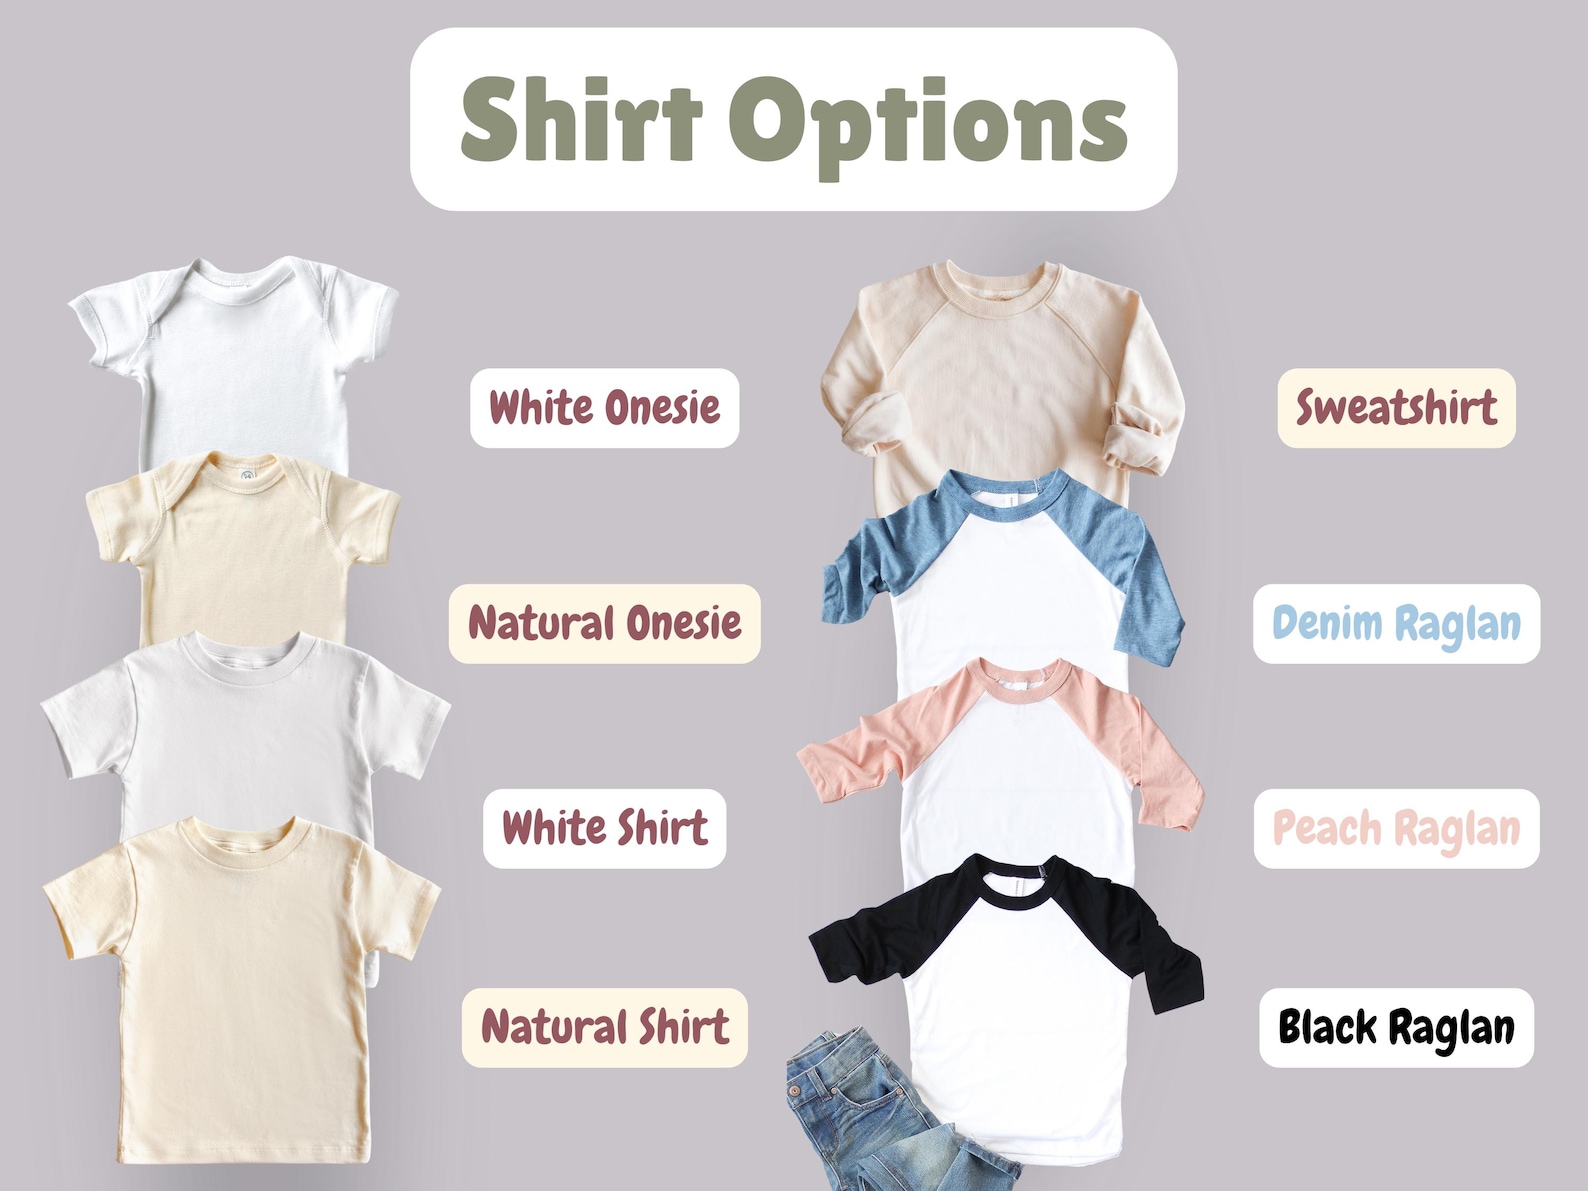 Shirt Options
White Onesie
Natural Onesie
White Shirt
Natural Shirt
Sweatshirt
Denim Raglan
Peach Raglan
Black Raglan